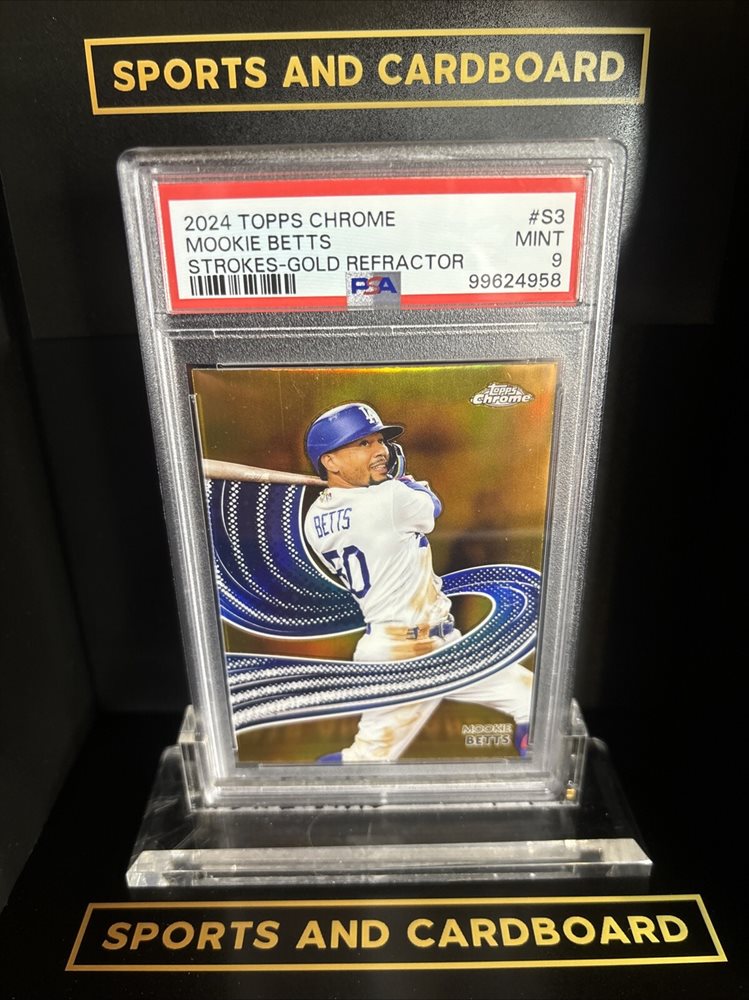 SPORTS AND CARDBOARD
2024 TOPPS CHROME #S3
MOOKIE BETTS MINT
STROKES-GOLD REFRACTOR 9
PSA 99624958
Topps
Chrome
LA
BETTS
50
MOOKIE
BETTS
SPORTS AND CARDBOARD